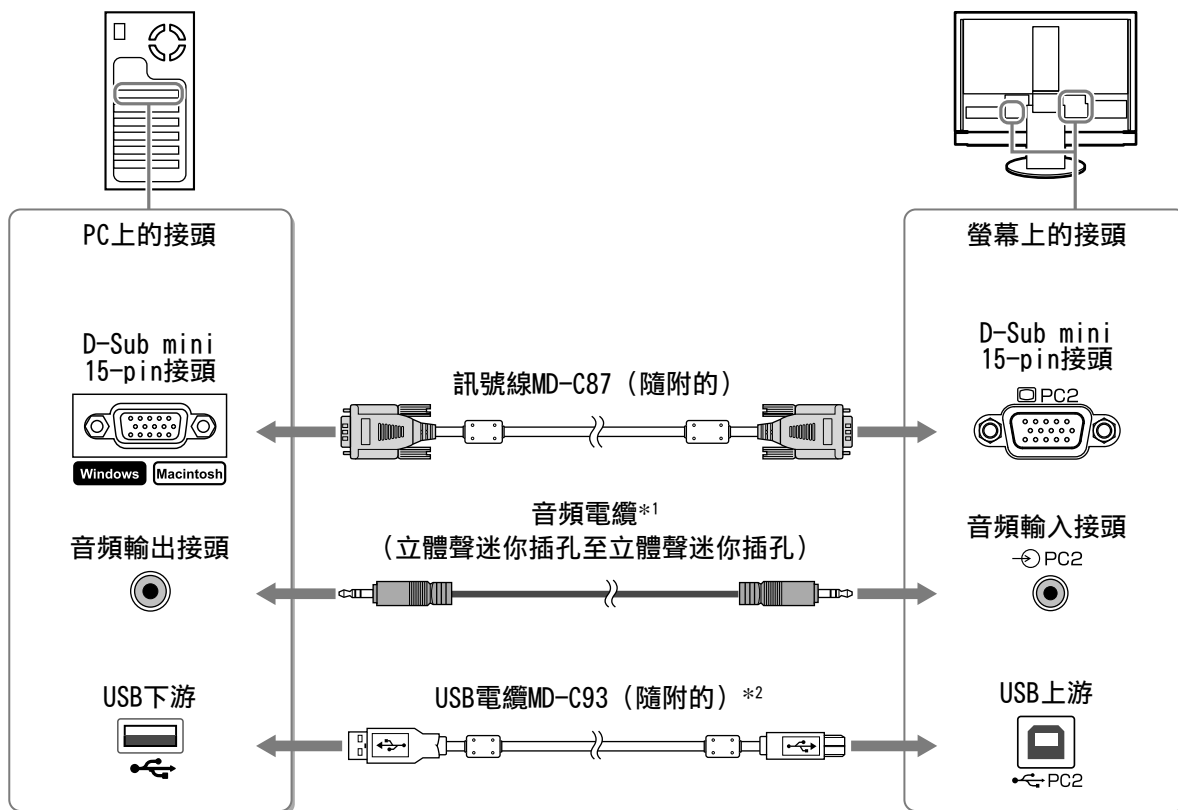 PC上的接頭
螢幕上的接頭
D-Sub mini
15-pin接頭
Windows
Macintosh
訊號線MD-C87（隨附的）
D-Sub mini
15-pin接頭
PC2
音頻輸出接頭
音頻電纜*1
（立體聲迷你插孔至立體聲迷你插孔）
音頻輸入接頭
PC2
USB下游
USB電纜MD-C93（隨附的）*2
USB上游
PC2